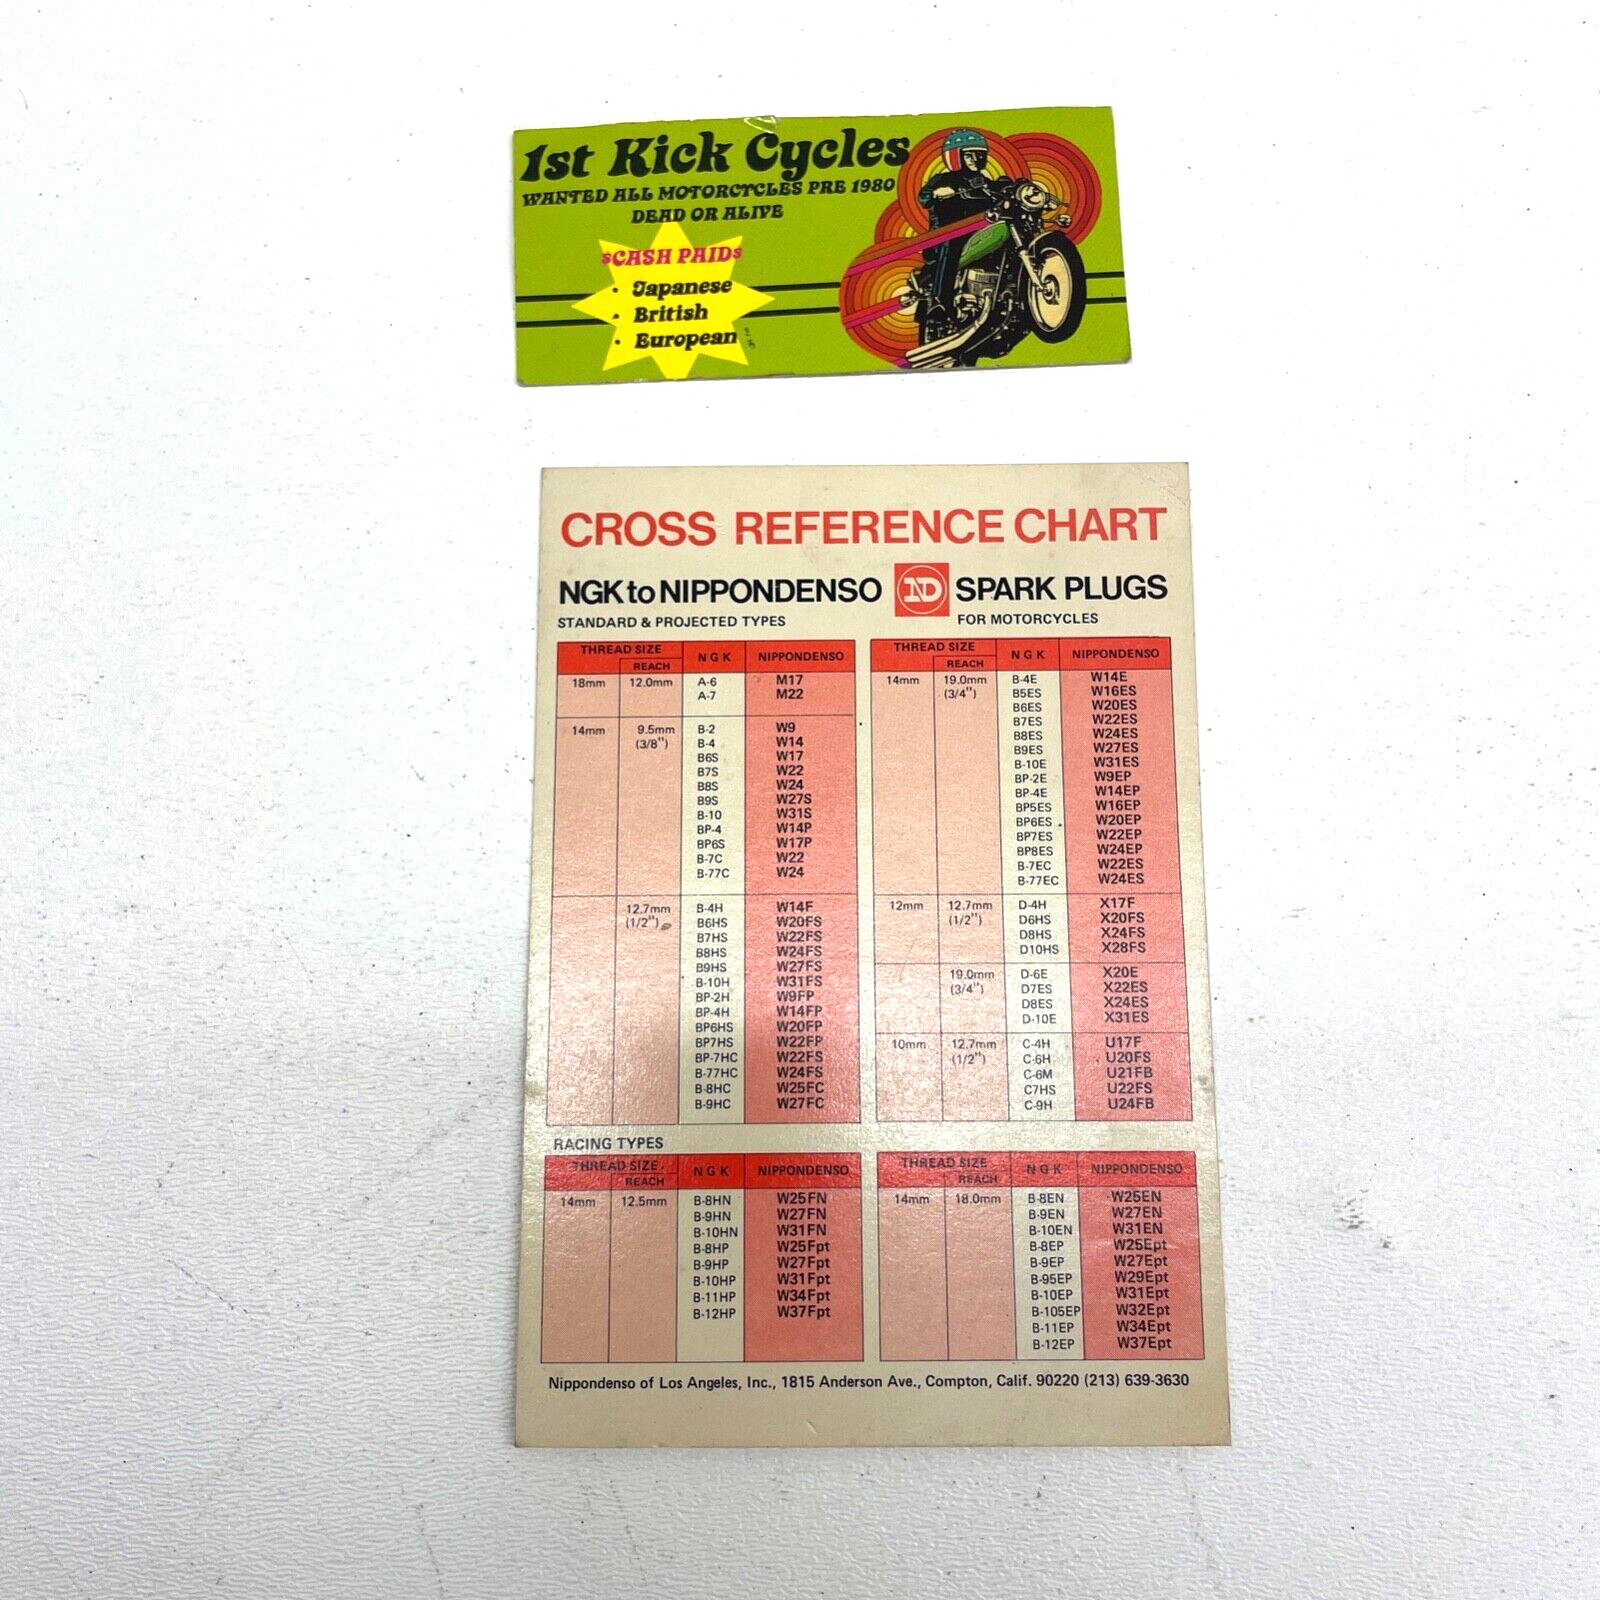 1st Kick Cycles
WANTED ALL MOTORCYCLES PRE 1980
DEAD OR ALIVE
$CASH PAID$
• Japanese
• British
• European
CROSS REFERENCE CHART
NGK to NIPPONDENSO ND SPARK PLUGS
STANDARD & PROJECTED TYPES FOR MOTORCYCLES
THREAD SIZE NGK NIPPONDENSO
REACH
18mm 12.0mm A-6 M17
A-7 M22
14mm 9.5mm B-2 W9
(3/8") B-4 W14
B6S W17
B7S W22
B8S W24
B9S W27S
B-10 W31S
BP-4 W14P
BP6S W17P
B-7C W22
B-77C W24
12.7mm B-4H W14F
(1/2") B6HS W20FS
B7HS W22FS
B8HS W24FS
B9HS W27FS
B-10H W31FS
BP-2H W9FP
BP-4H W14FP
BP6HS W20FP
BP7HS W22FP
BP-7HC W22FS
B-77HC W24FS
B-8HC W25FC
B-9HC W27FC
THREAD SIZE NGK NIPPONDENSO
REACH
14mm 19.0mm B-4E W14E
(3/4") B5ES W16ES
B6ES W20ES
B7ES W22ES
B8ES W24ES
B9ES W27ES
B-10E W31ES
BP-2E W9EP
BP-4E W14EP
BP5ES W16EP
BP6ES W20EP
BP7ES W22EP
BP8ES W24EP
B-7EC W22ES
B-77EC W24ES
12mm 12.7mm D-4H X17F
(1/2") D6HS X20FS
D8HS X24FS
D10HS X28FS
19.0mm D-6E X20E
(3/4") D7ES X22ES
D8ES X24ES
D-10E X31ES
10mm 12.7mm C-4H U17F
(1/2") C-6H U20FS
C-6M U21FB
C7HS U22FS
C-9H U24FB
RACING TYPES
THREAD SIZE NGK NIPPONDENSO
REACH
14mm 12.5mm B-8HN W25FN
B-9HN W27FN
B-10HN W31FN
B-8HP W25Fpt
B-9HP W27Fpt
B-10HP W31Fpt
B-11HP W34Fpt
B-12HP W37Fpt
THREAD SIZE NGK NIPPONDENSO
REACH
14mm 18.0mm B-8EN W25EN
B-9EN W27EN
B-10EN W31EN
B-8EP W25Ept
B-9EP W27Ept
B-95EP W29Ept
B-10EP W31Ept
B-105EP W32Ept
B-11EP W34Ept
B-12EP W37Ept
Nippondenso of Los Angeles, Inc., 1815 Anderson Ave., Compton, Calif. 90220 (213) 639-3630